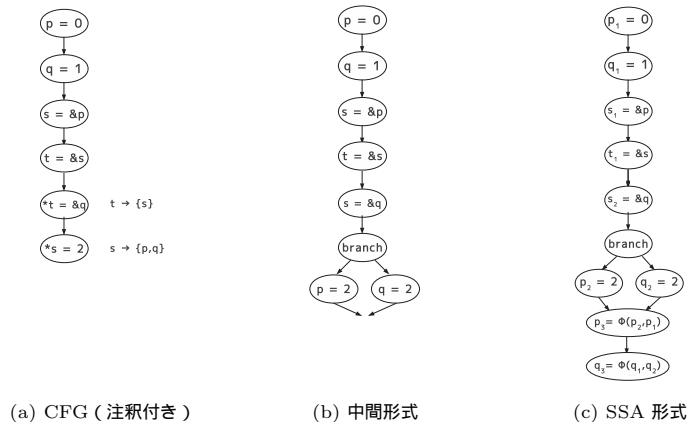 p = 0
q = 1
s = &p
t = &s
*t = &q t → {s}
*s = 2 s → {p,q}
(a) CFG（注釈付き）
p = 0
q = 1
s = &p
t = &s
s = &q
branch
p = 2 q = 2
(b) 中間形式
p₁ = 0
q₁ = 1
s₁ = &p
t₁ = &s
s₂ = &q
branch
p₂ = 2 q₂ = 2
p₃= Φ(p₂,p₁)
q₃= Φ(q₁,q₂)
(c) SSA 形式